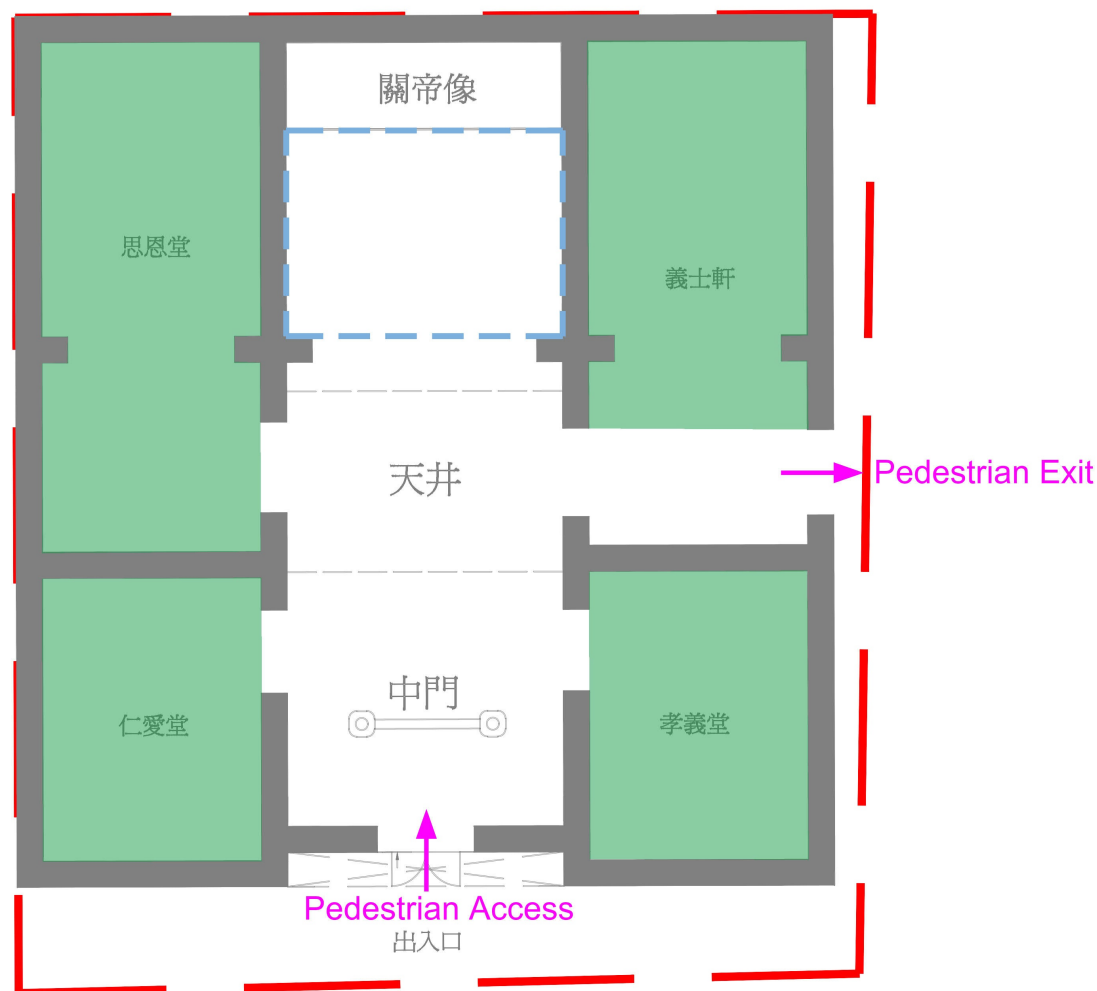 關帝像
思恩堂
義士軒
天井
Pedestrian Exit
中門
仁愛堂
孝義堂
Pedestrian Access
出入口